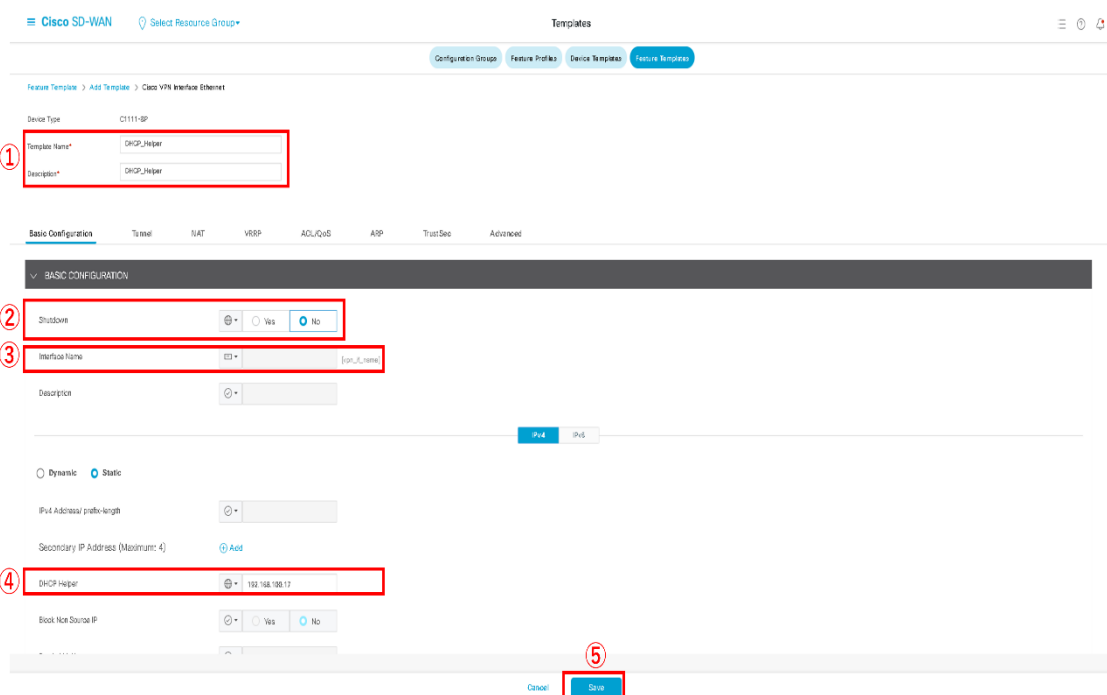 Cisco SD-WAN Select Resource Group
Templates
Configuration Groups Feature Profiles Device Templates Feature Templates
Feature Template > Add Template > Cisco VPN Interface Ethernet
Device Type C1111-8P
① Template Name* DHCP_Helper
Description* DHCP_Helper
Basic Configuration Tunnel NAT VRRP ACL/QoS ARP TrustSec Advanced
BASIC CONFIGURATION
② Shutdown Yes No
③ Interface Name [vpn_if_name]
Description
IPv4 IPv6
Dynamic Static
IPv4 Address/ prefix-length
Secondary IP Address (Maximum: 4) Add
④ DHCP Helper
Block Non Source IP Yes No
⑤
Cancel Save